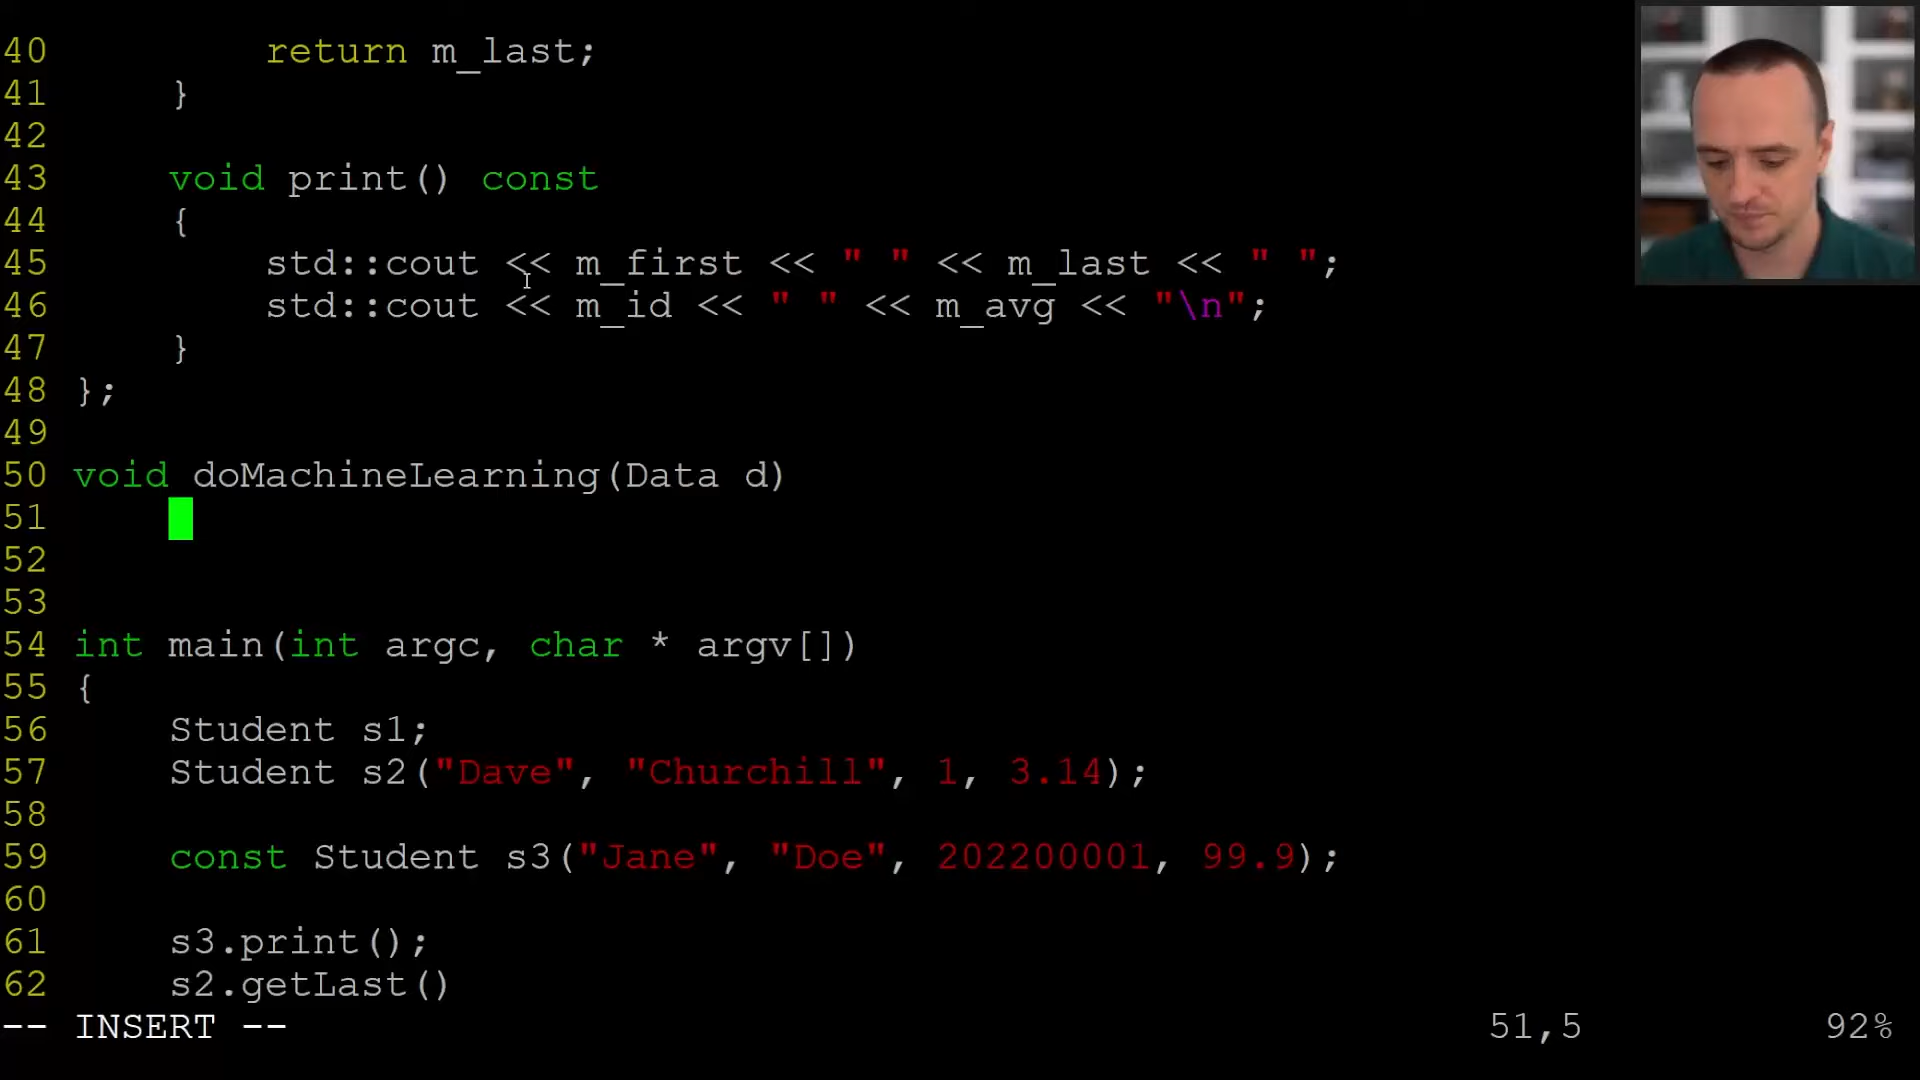 40         return m_last;
41     }
42
43     void print() const
44     {
45         std::cout << m_first << " " << m_last << " ";
46         std::cout << m_id << " " << m_avg << "\n";
47     }
48 };
49
50 void doMachineLearning(Data d)
51
52
53
54 int main(int argc, char * argv[])
55 {
56     Student s1;
57     Student s2("Dave", "Churchill", 1, 3.14);
58
59     const Student s3("Jane", "Doe", 202200001, 99.9);
60
61     s3.print();
62     s2.getLast()
-- INSERT -- 51,5 92%